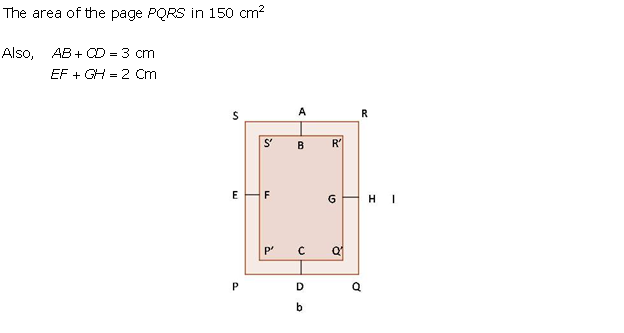 The area of the page PQRS in 150 cm²
Also, AB + CD = 3 cm
EF + GH = 2 Cm
S A R
S' B R'
E F G H l
P' C Q'
P D Q
b